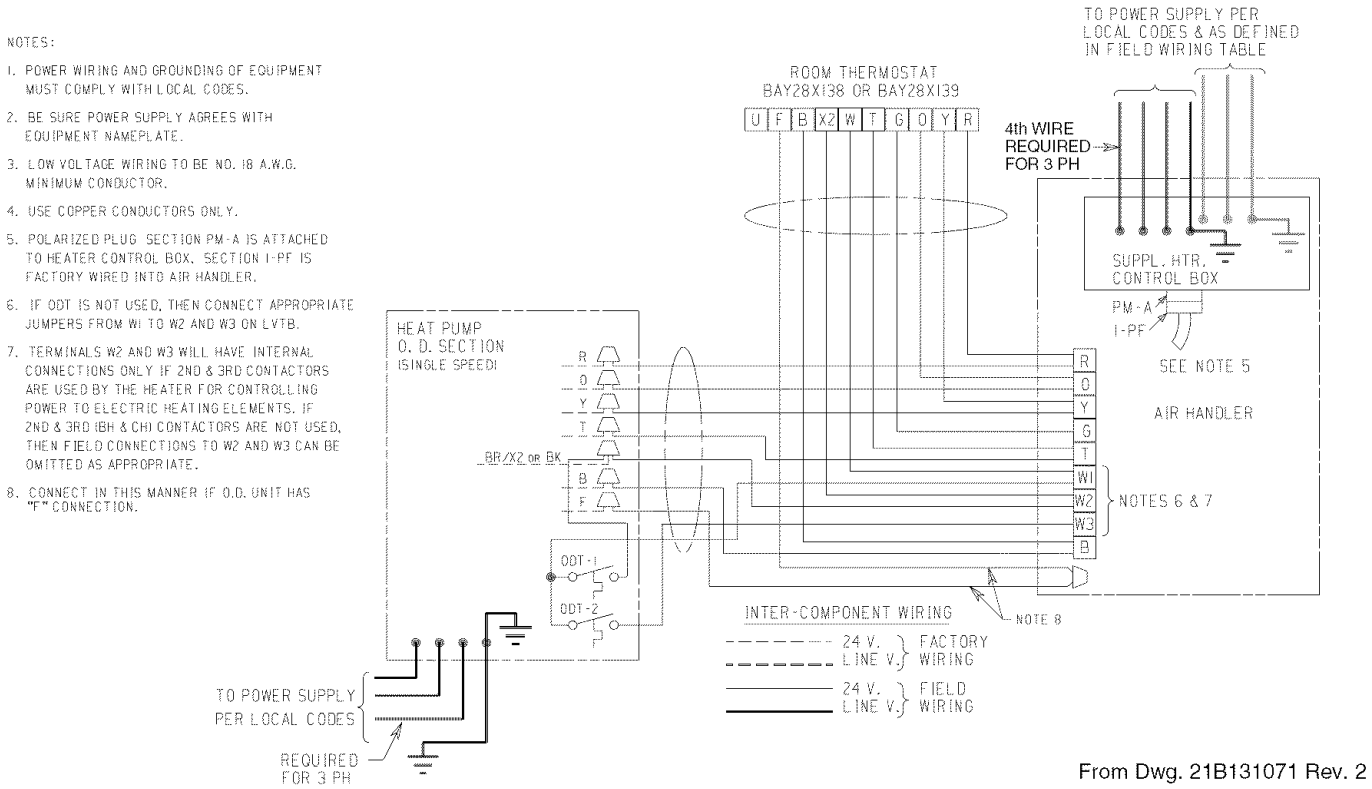 NOTES:
1. POWER WIRING AND GROUNDING OF EQUIPMENT
MUST COMPLY WITH LOCAL CODES.
2. BE SURE POWER SUPPLY AGREES WITH
EQUIPMENT NAMEPLATE.
3. LOW VOLTAGE WIRING TO BE NO. 18 A.W.G.
MINIMUM CONDUCTOR.
4. USE COPPER CONDUCTORS ONLY.
5. POLARIZED PLUG SECTION PM-A IS ATTACHED
TO HEATER CONTROL BOX. SECTION 1-PF IS
FACTORY WIRED INTO AIR HANDLER.
6. IF ODT IS NOT USED, THEN CONNECT APPROPRIATE
JUMPERS FROM W1 TO W2 AND W3 ON LVTB.
7. TERMINALS W2 AND W3 WILL HAVE INTERNAL
CONNECTIONS ONLY IF 2ND & 3RD CONTACTORS
ARE USED BY THE HEATER FOR CONTROLLING
POWER TO ELECTRIC HEATING ELEMENTS. IF
2ND & 3RD (BH & CH) CONTACTORS ARE NOT USED,
THEN FIELD CONNECTIONS TO W2 AND W3 CAN BE
OMITTED AS APPROPRIATE.
8. CONNECT IN THIS MANNER IF O.D. UNIT HAS
"F" CONNECTION.
TO POWER SUPPLY PER
LOCAL CODES & AS DEFINED
IN FIELD WIRING TABLE
ROOM THERMOSTAT
BAY28X138 OR BAY28X139
U F B X2 W T G O Y R
4th WIRE
REQUIRED
FOR 3 PH
SUPPL. HTR.
CONTROL BOX
PM-A
1-PF
SEE NOTE 5
AIR HANDLER
R
O
Y
G
T
W1
W2
W3
B
NOTES 6 & 7
HEAT PUMP
O. D. SECTION
(SINGLE SPEED)
R
O
Y
T
BR/X2 OR BK
B
F
ODT-1
ODT-2
NOTE 8
INTER-COMPONENT WIRING
24 V. FACTORY
LINE V. WIRING
24 V. FIELD
LINE V. WIRING
TO POWER SUPPLY
PER LOCAL CODES
REQUIRED
FOR 3 PH
From Dwg. 21B131071 Rev. 2